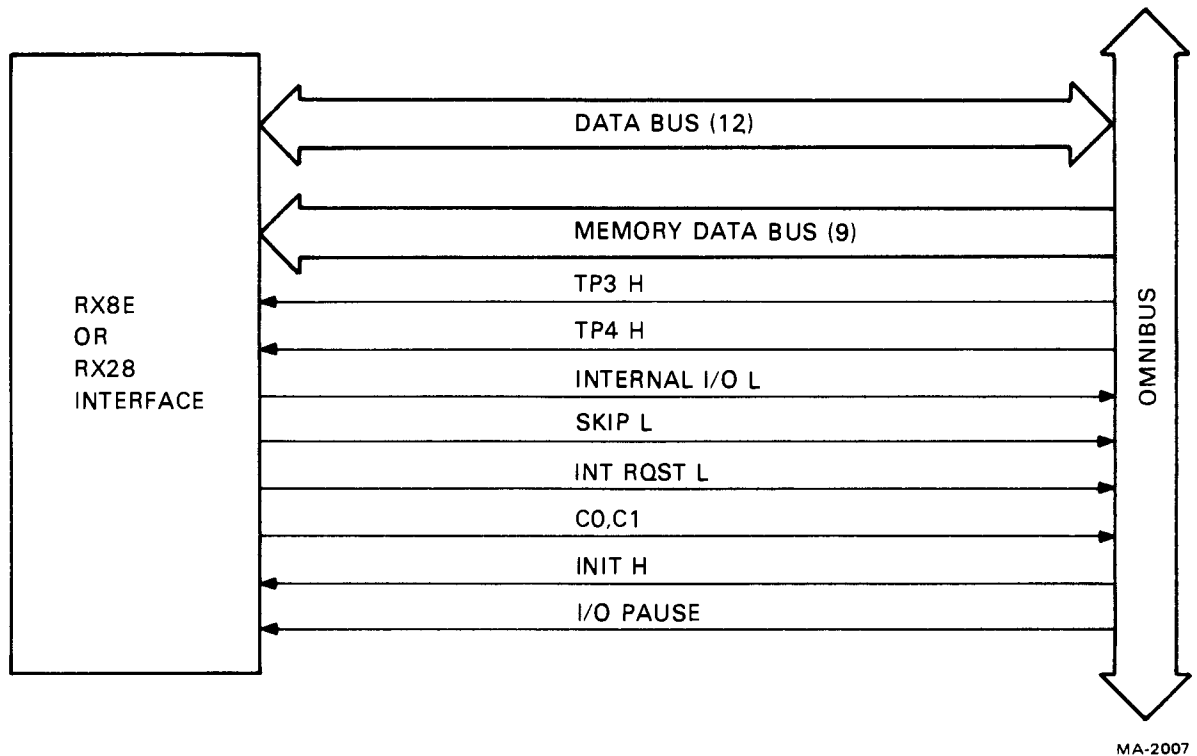 DATA BUS (12)
MEMORY DATA BUS (9)
TP3 H
TP4 H
INTERNAL I/O L
SKIP L
INT RQST L
C0,C1
INIT H
I/O PAUSE
RX8E
OR
RX28
INTERFACE
OMNIBUS
MA-2007